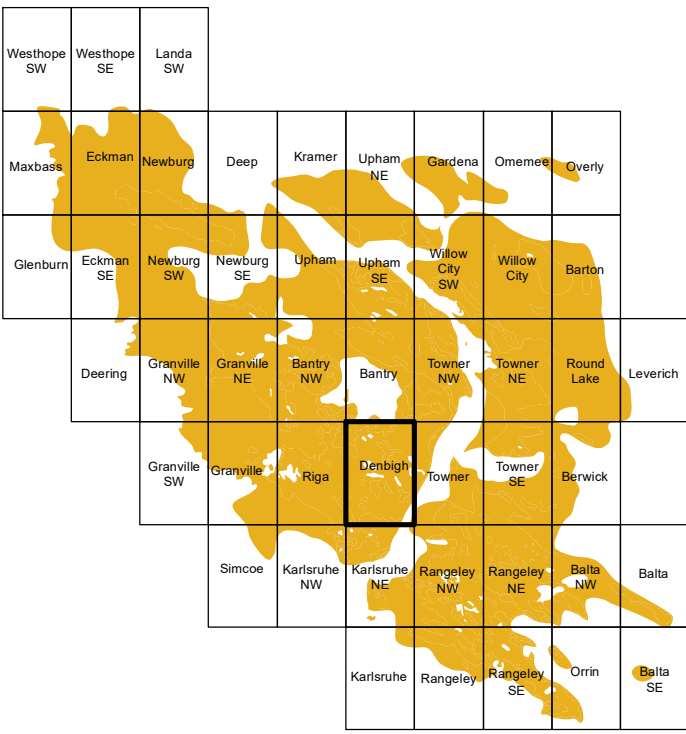 Westhope
SW
Westhope
SE
Landa
SW
Maxbass
Eckman
Newburg
Deep
Kramer
Upham
NE
Gardena
Omemee
Overly
Glenburn
Eckman
SE
Newburg
SW
Newburg
SE
Upham
Upham
SE
Willow
City
SW
Willow
City
Barton
Deering
Granville
NW
Granville
NE
Bantry
NW
Bantry
Towner
NW
Towner
NE
Round
Lake
Leverich
Granville
SW
Granville
Riga
Denbigh
Towner
Towner
SE
Berwick
Simcoe
Karlsruhe
NW
Karlsruhe
NE
Rangeley
NW
Rangeley
NE
Balta
NW
Balta
Karlsruhe
Rangeley
Rangeley
SE
Orrin
Balta
SE